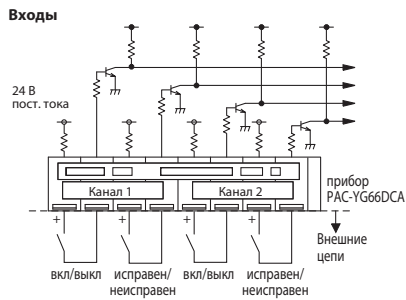 Входы
24 В
пост. тока
Канал 1
Канал 2
прибор
PAC-YG66DCA
+
+
+
+
Внешние
цепи
вкл/выкл
исправен/
неисправен
вкл/выкл
исправен/
неисправен